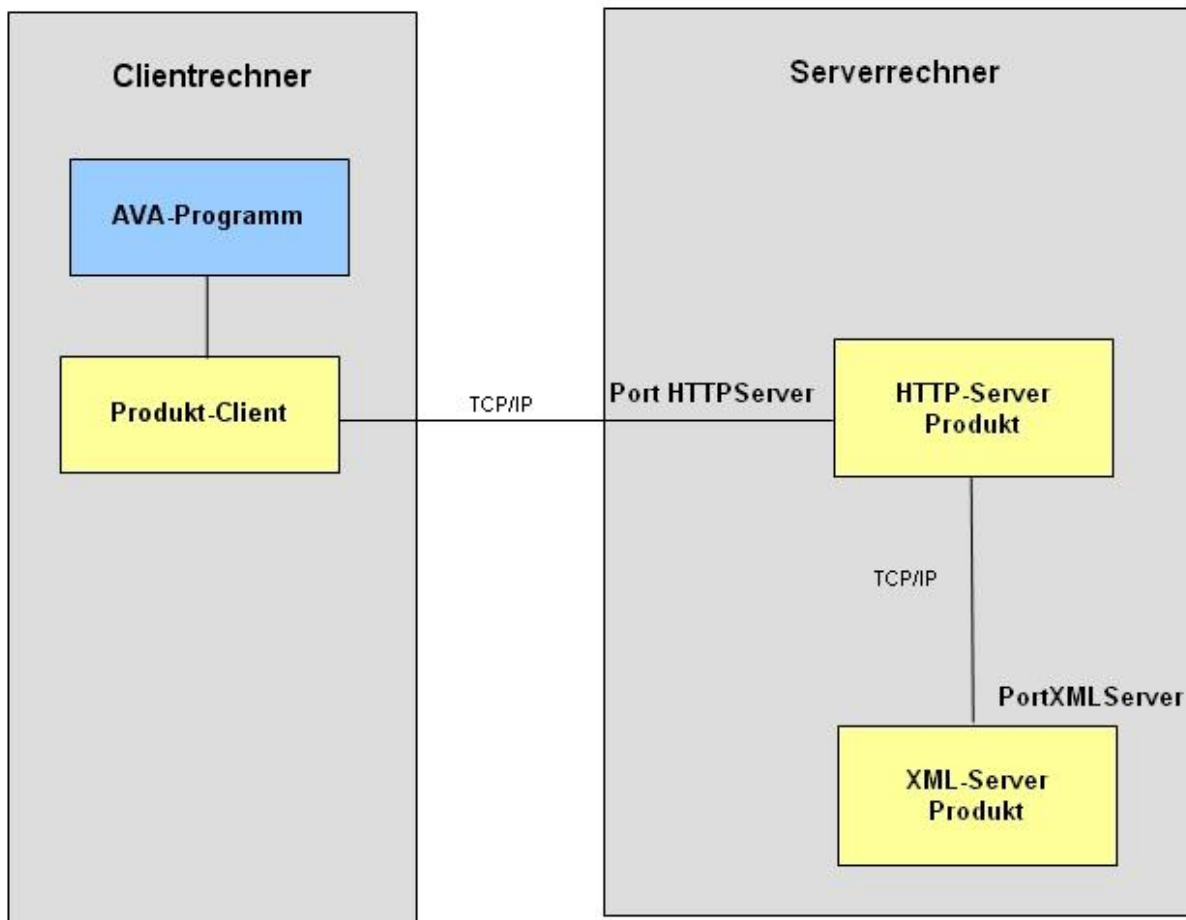 Clientrechner
AVA-Programm
Produkt-Client
TCP/IP
Serverrechner
Port HTTPServer
HTTP-Server
Produkt
TCP/IP
PortXMLServer
XML-Server
Produkt